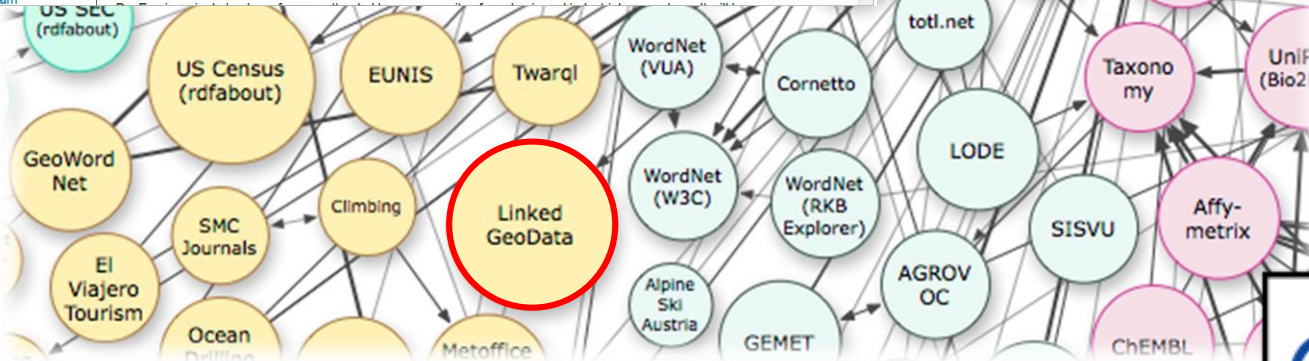 US SEC
(rdfabout)
US Census
(rdfabout)
EUNIS
Twarql
WordNet
(VUA)
Cornetto
totl.net
Taxono
my
(Bio2
GeoWord
Net
SMC
Journals
Climbing
Linked
GeoData
WordNet
(W3C)
WordNet
(RKB
Explorer)
LODE
SISVU
Affy-
metrix
El
Viajero
Tourism
Ocean
Drilling
Metoffice
Alpine
Ski
Austria
GEMET
AGROV
OC
ChEMBL